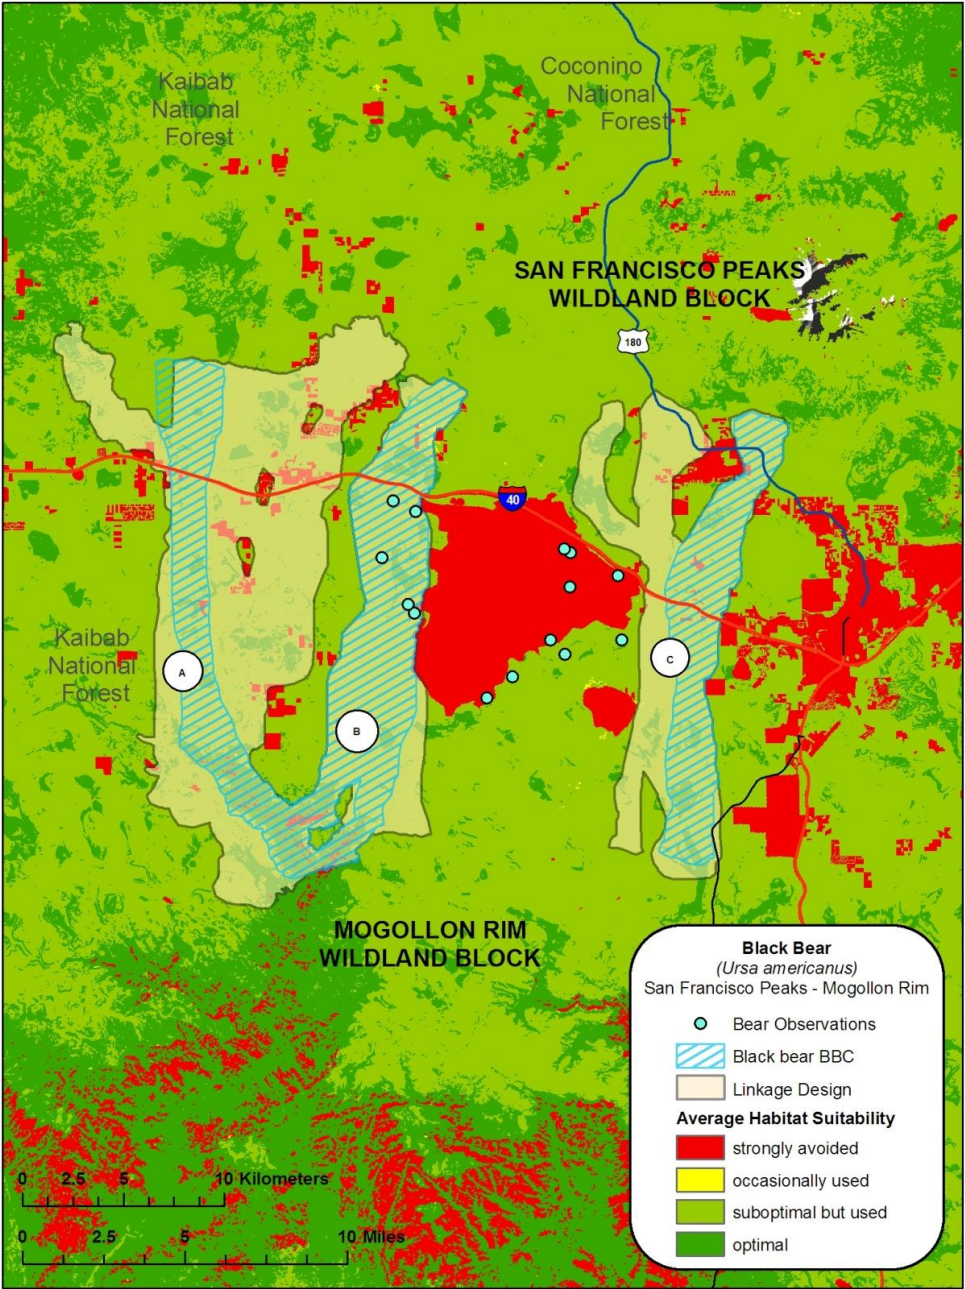 Kaibab
National
Forest
Coconino
National
Forest
SAN FRANCISCO PEAKS
WILDLAND BLOCK
180
40
Kaibab
National
Forest
A
B
C
MOGOLLON RIM
WILDLAND BLOCK
Black Bear
(Ursa americanus)
San Francisco Peaks - Mogollon Rim
Bear Observations
Black bear BBC
Linkage Design
Average Habitat Suitability
strongly avoided
occasionally used
suboptimal but used
optimal
0 2.5 5 10 Kilometers
0 2.5 5 10 Miles